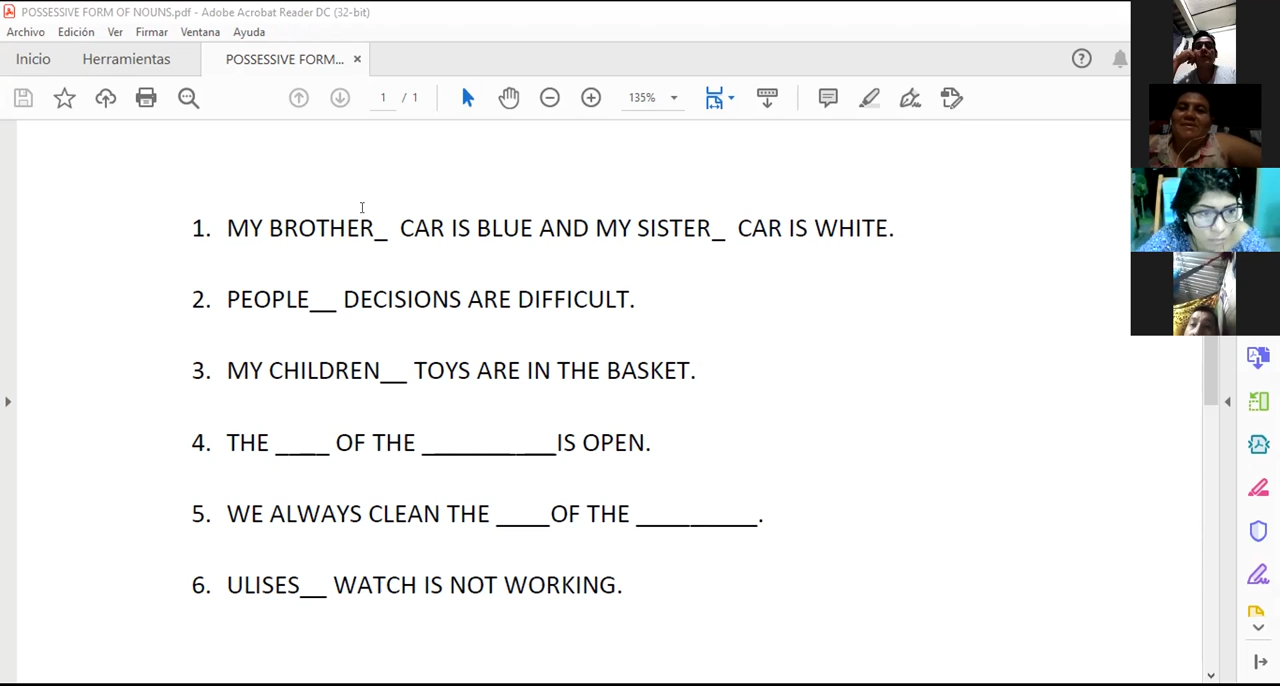 POSSESSIVE FORM OF NOUNS.pdf - Adobe Acrobat Reader DC (32-bit)
Archivo Edición Ver Firmar Ventana Ayuda
Inicio Herramientas POSSESSIVE FORM... ×
1 / 1 135%
1. MY BROTHER_ CAR IS BLUE AND MY SISTER_ CAR IS WHITE.
2. PEOPLE__ DECISIONS ARE DIFFICULT.
3. MY CHILDREN__ TOYS ARE IN THE BASKET.
4. THE ____ OF THE __________IS OPEN.
5. WE ALWAYS CLEAN THE ____OF THE _________.
6. ULISES__ WATCH IS NOT WORKING.